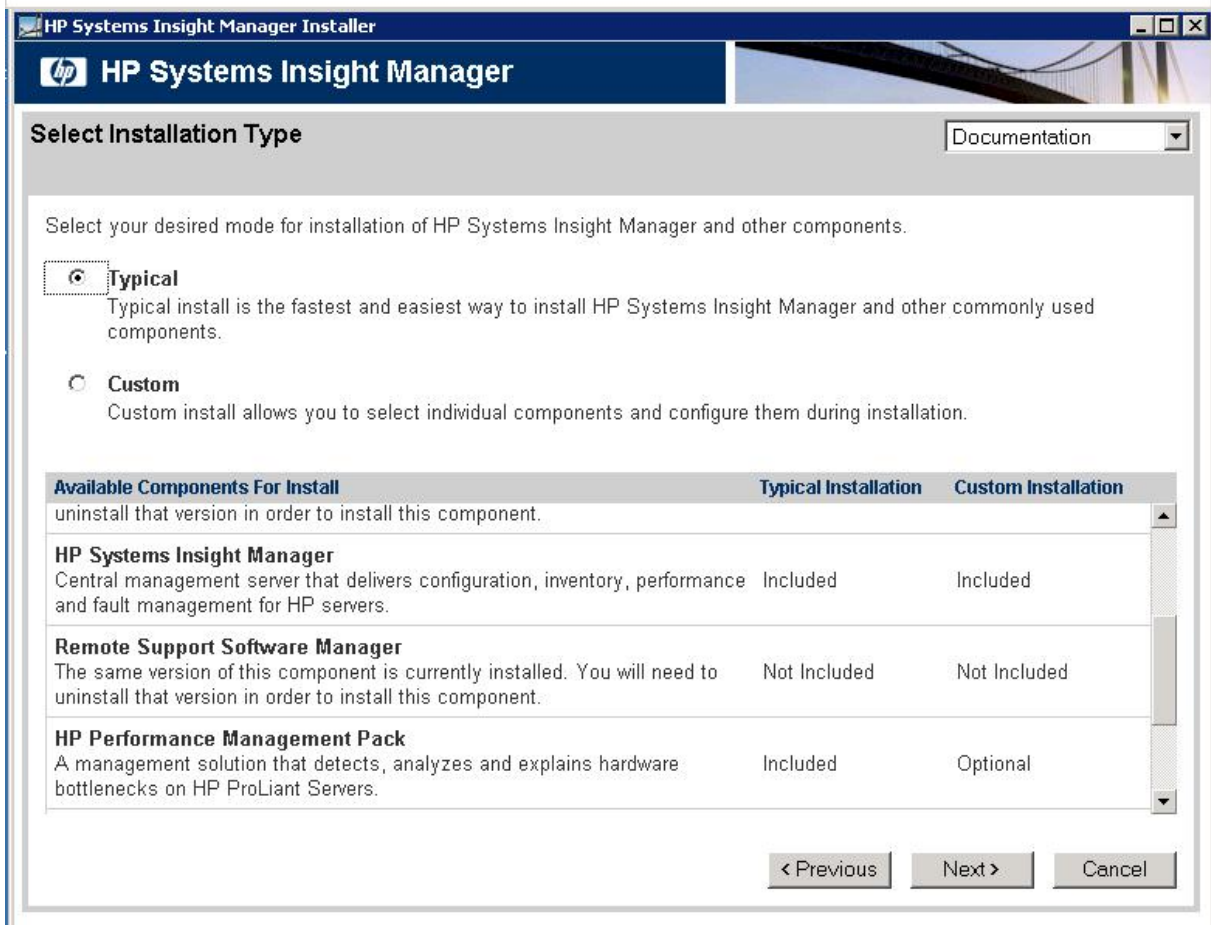 HP Systems Insight Manager Installer
hp HP Systems Insight Manager
Select Installation Type
Documentation
Select your desired mode for installation of HP Systems Insight Manager and other components.
Typical
Typical install is the fastest and easiest way to install HP Systems Insight Manager and other commonly used
components.
Custom
Custom install allows you to select individual components and configure them during installation.
Available Components For Install Typical Installation Custom Installation
uninstall that version in order to install this component.
HP Systems Insight Manager
Central management server that delivers configuration, inventory, performance Included Included
and fault management for HP servers.
Remote Support Software Manager
The same version of this component is currently installed. You will need to Not Included Not Included
uninstall that version in order to install this component.
HP Performance Management Pack
A management solution that detects, analyzes and explains hardware Included Optional
bottlenecks on HP ProLiant Servers.
< Previous Next > Cancel